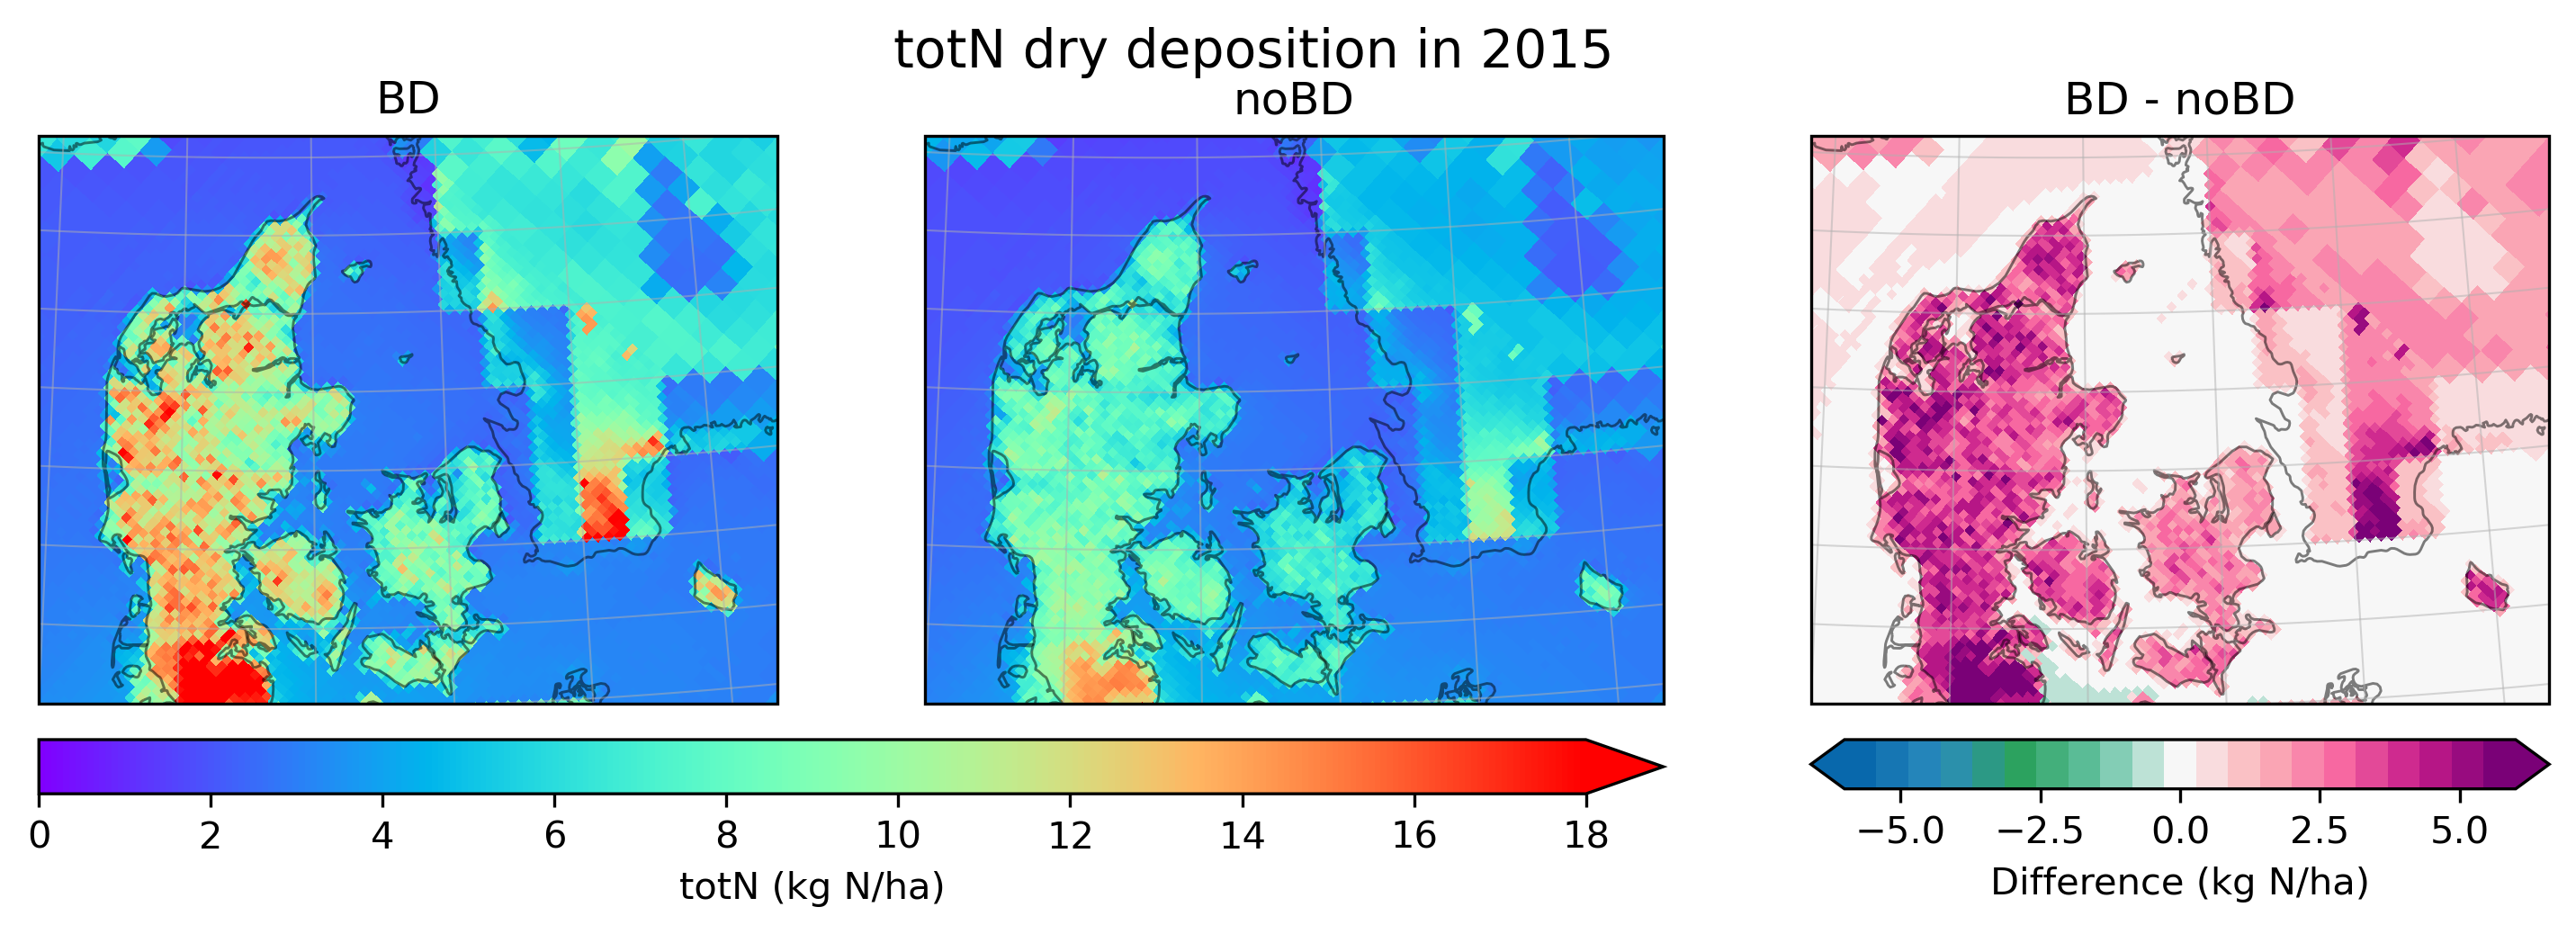 totN dry deposition in 2015
BD
noBD
BD - noBD
0 2 4 6 8 10 12 14 16 18
totN (kg N/ha)
−5.0 −2.5 0.0 2.5 5.0
Difference (kg N/ha)